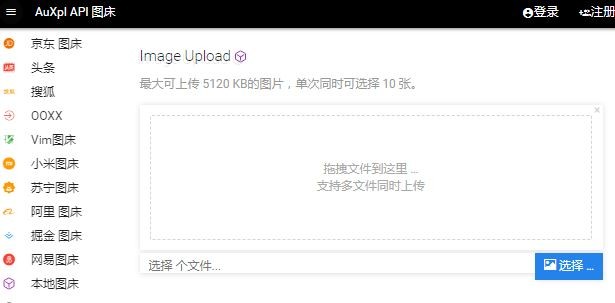 AuXpl API 图床
登录
注册
京东 图床
头条
搜狐
OOXX
Vim图床
小米图床
苏宁图床
阿里 图床
掘金 图床
网易图床
本地 图床
Image Upload
最大可上传 5120 KB的图片，单次同时可选择 10 张。
×
拖拽文件到这里 ...
支持多文件同时上传
选择 个文件...
选择 ...